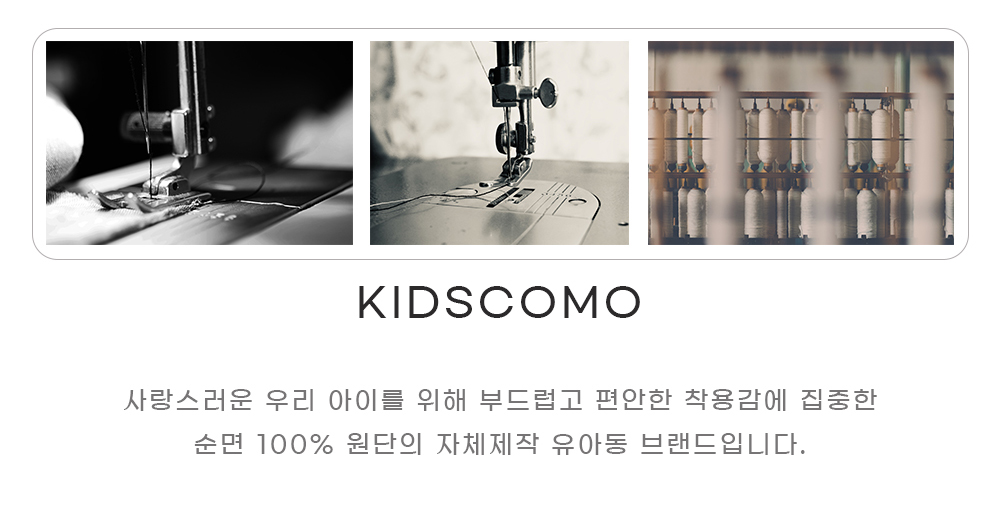 KIDSCOMO
사랑스러운 우리 아이를 위해 부드럽고 편안한 착용감에 집중한
순면 100% 원단의 자체제작 유아동 브랜드입니다.